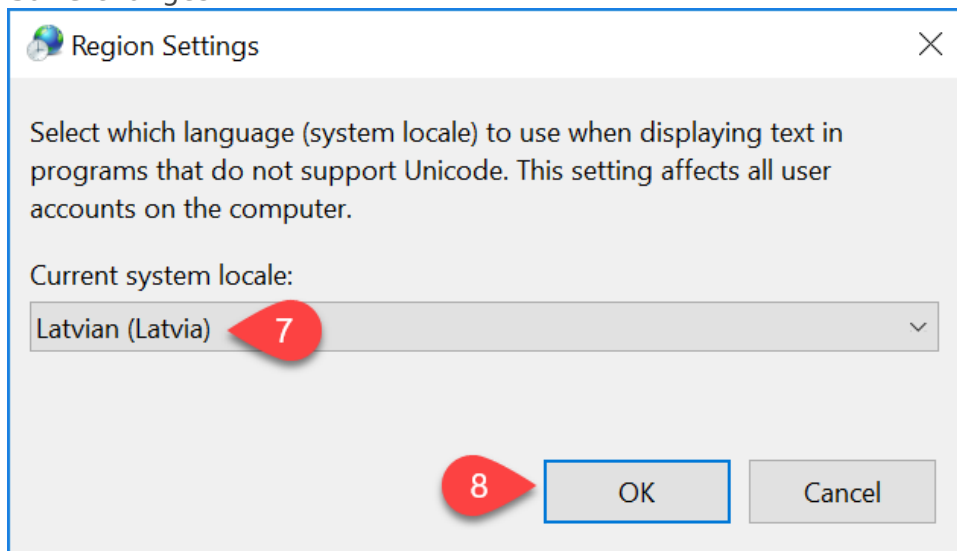 Region Settings
Select which language (system locale) to use when displaying text in
programs that do not support Unicode. This setting affects all user
accounts on the computer.
Current system locale:
Latvian (Latvia)
7
8
OK
Cancel